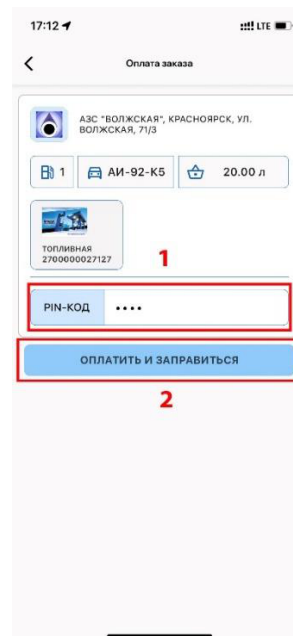 17:12 LTE
Оплата заказа
АЗС "ВОЛЖСКАЯ", КРАСНОЯРСК, УЛ.
ВОЛЖСКАЯ, 71/3
1 АИ-92-К5 20.00 л
ТОПЛИВНАЯ
2700000027127
1
PIN-КОД ••••
ОПЛАТИТЬ И ЗАПРАВИТЬСЯ
2